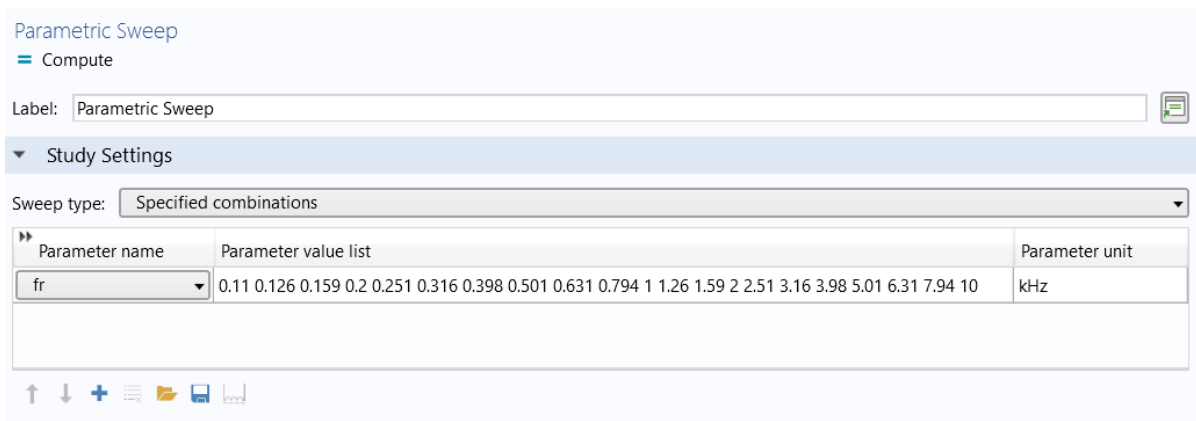 Parametric Sweep
= Compute
Label: Parametric Sweep
Study Settings
Sweep type: Specified combinations
Parameter name Parameter value list Parameter unit
fr 0.11 0.126 0.159 0.2 0.251 0.316 0.398 0.501 0.631 0.794 1 1.26 1.59 2 2.51 3.16 3.98 5.01 6.31 7.94 10 kHz